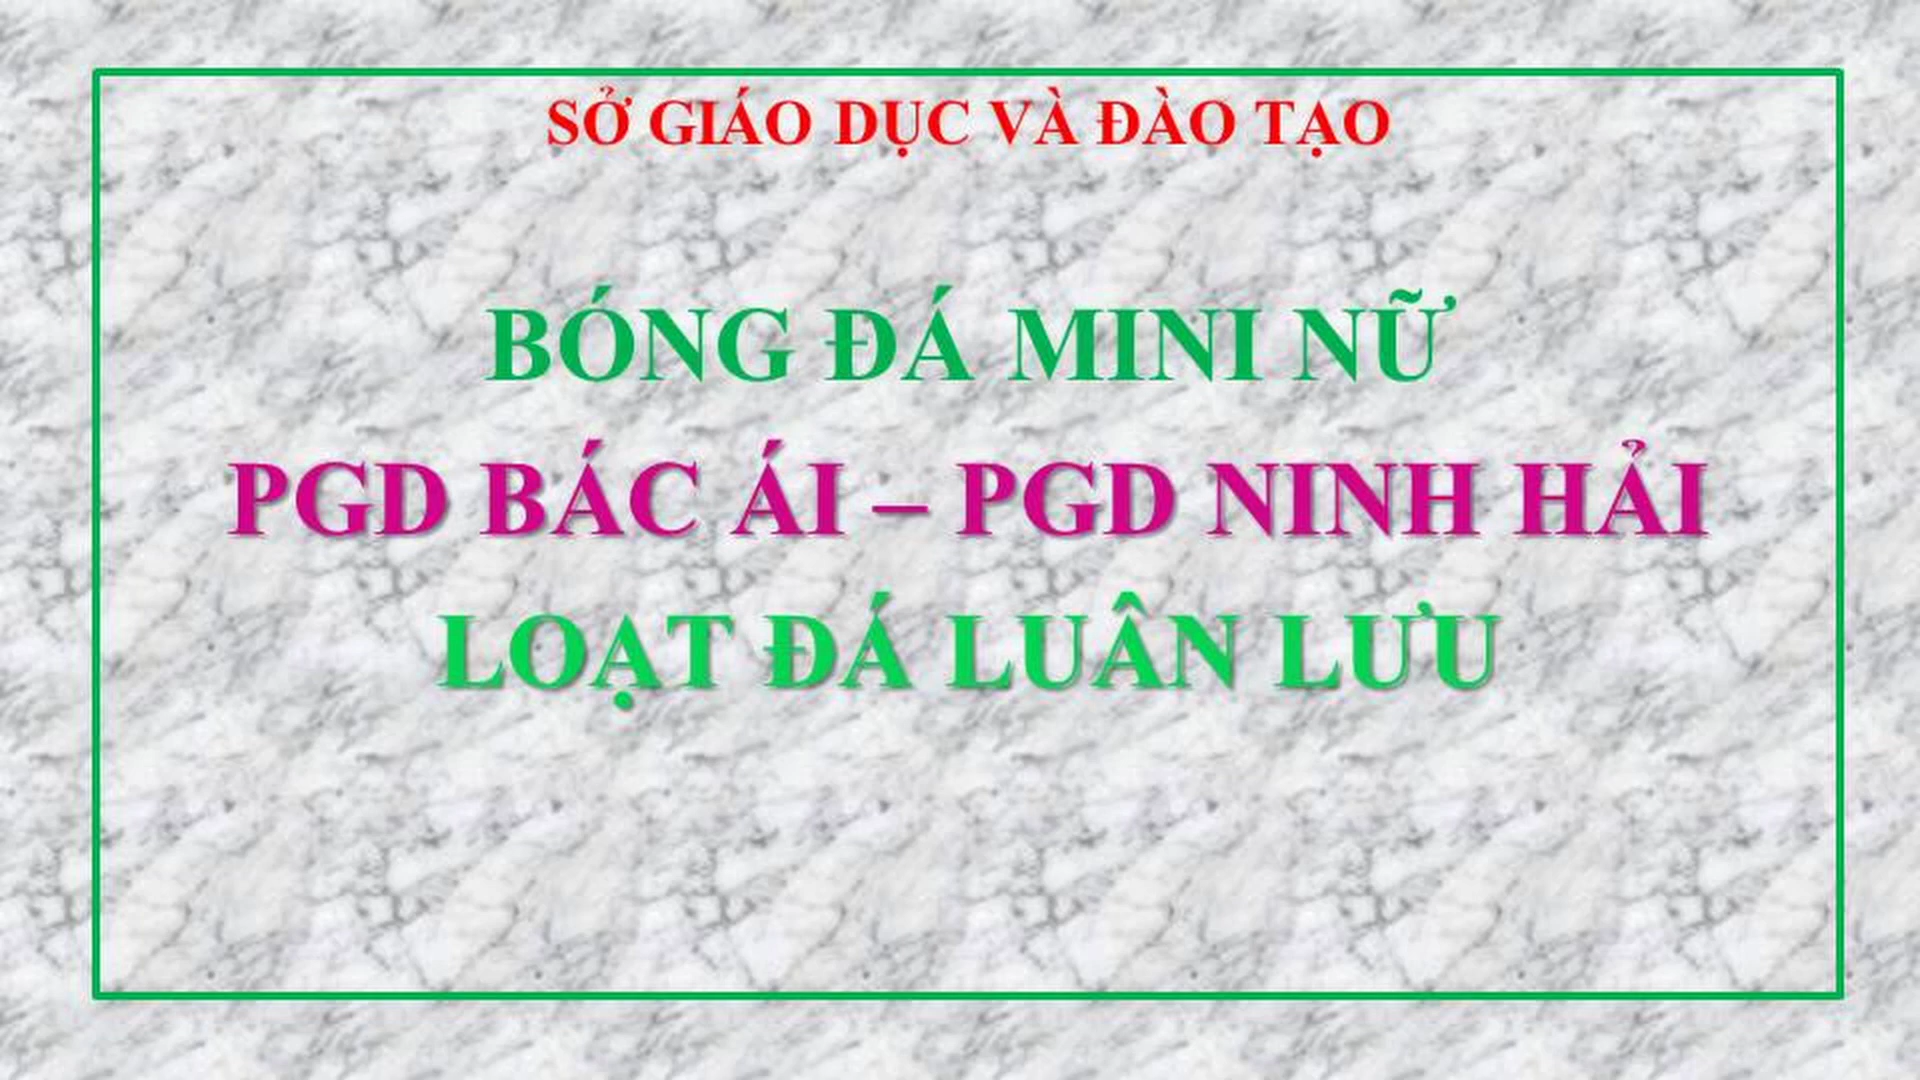 SỞ GIÁO DỤC VÀ ĐÀO TẠO
BÓNG ĐÁ MINI NỮ
PGD BÁC ÁI – PGD NINH HẢI
LOẠT ĐÁ LUÂN LƯU